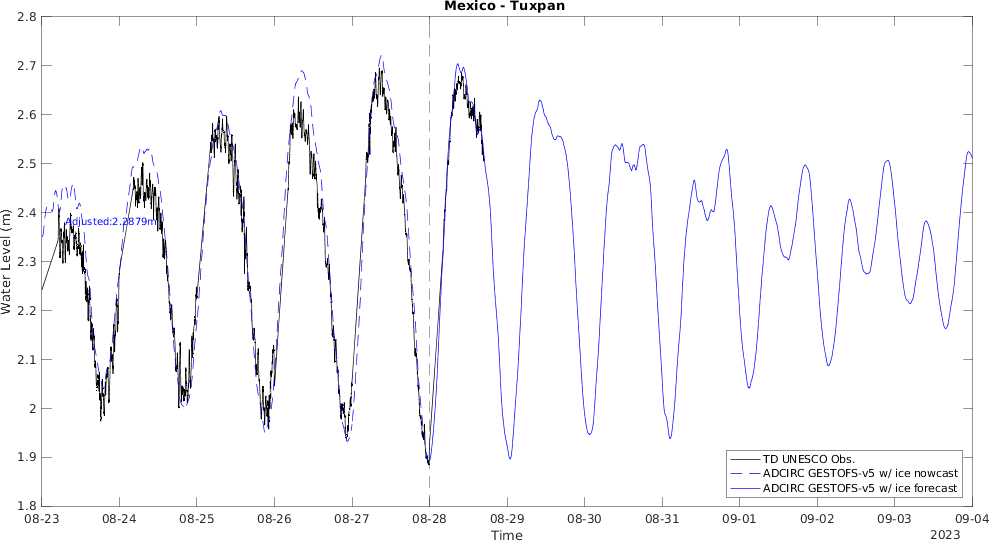 Mexico - Tuxpan
2.8
2.7
2.6
2.5
2.4
2.3
2.2
2.1
2
1.9
1.8
Water Level (m)
Adjusted:2.2879m
TD UNESCO Obs.
ADCIRC GESTOFS-v5 w/ ice nowcast
ADCIRC GESTOFS-v5 w/ ice forecast
08-23 08-24 08-25 08-26 08-27 08-28 08-29 08-30 08-31 09-01 09-02 09-03 09-04
Time
2023